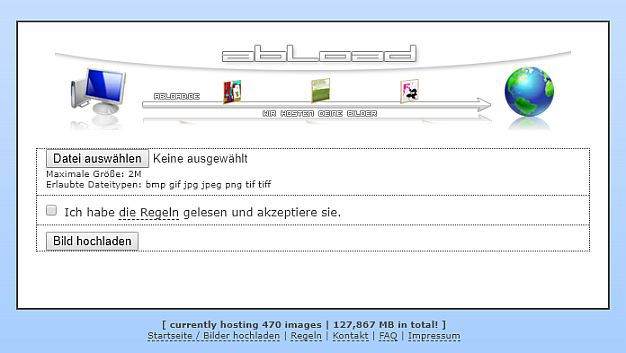 abload
ABLOAD.DE
WIR HOSTEN DEINE BILDER
Datei auswählen Keine ausgewählt
Maximale Größe: 2M
Erlaubte Dateitypen: bmp gif jpg jpeg png tif tiff
Ich habe die Regeln gelesen und akzeptiere sie.
Bild hochladen
[ currently hosting 470 images | 127,867 MB in total! ]
Startseite / Bilder hochladen | Regeln | Kontakt | FAQ | Impressum